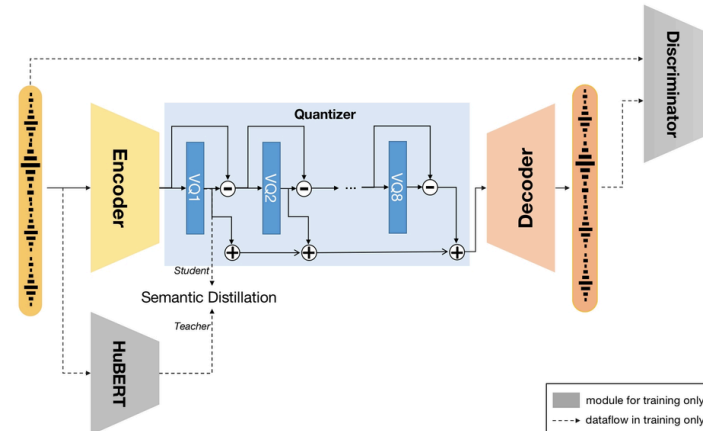 Discriminator
Quantizer
Encoder
VQ1
VQ2
...
VQ8
Decoder
Student
Semantic Distillation
Teacher
HuBERT
module for training only
dataflow in training only